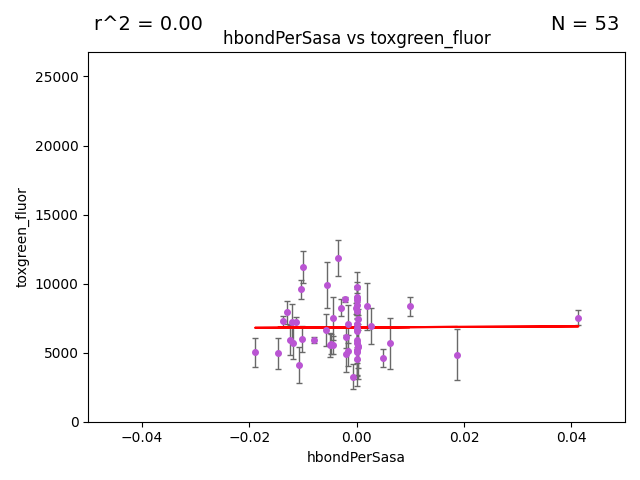 r^2 = 0.00
N = 53
hbondPerSasa vs toxgreen_fluor
25000
20000
15000
10000
5000
0
toxgreen_fluor
−0.04
−0.02
0.00
0.02
0.04
hbondPerSasa